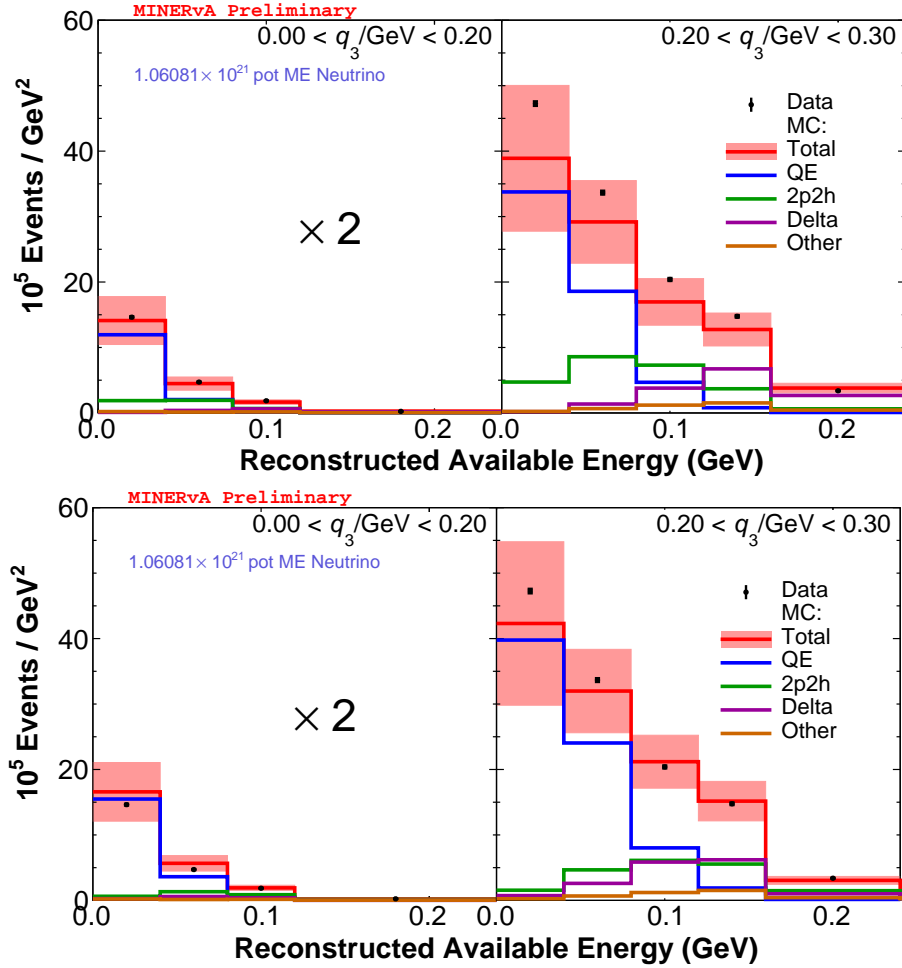 MINERvA Preliminary
0.00 < q3/GeV < 0.20
0.20 < q3/GeV < 0.30
1.06081× 10^21 pot ME Neutrino
× 2
Data
MC:
Total
QE
2p2h
Delta
Other
10^5 Events / GeV^2
60
40
20
0
0.0 0.1 0.2 0.0 0.1 0.2
Reconstructed Available Energy (GeV)
MINERvA Preliminary
0.00 < q3/GeV < 0.20
0.20 < q3/GeV < 0.30
1.06081× 10^21 pot ME Neutrino
× 2
Data
MC:
Total
QE
2p2h
Delta
Other
10^5 Events / GeV^2
60
40
20
0
0.0 0.1 0.2 0.0 0.1 0.2
Reconstructed Available Energy (GeV)